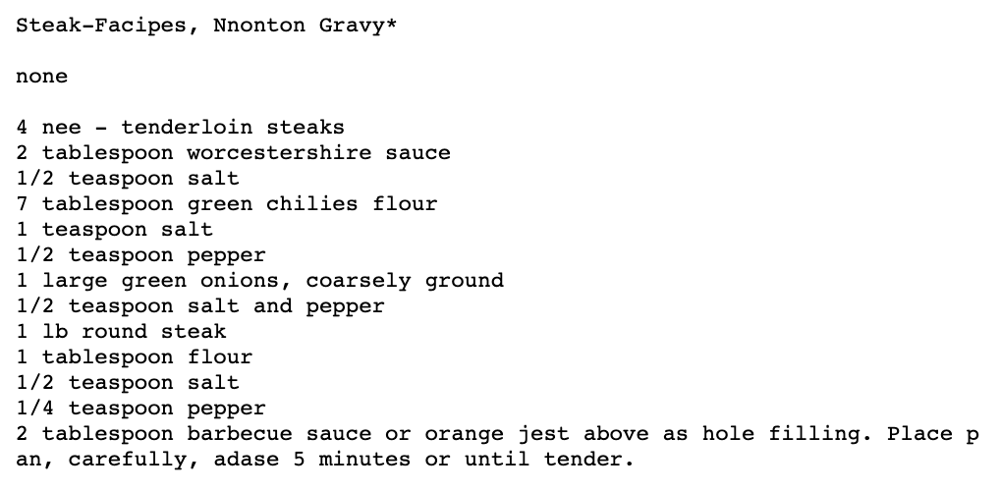 Steak-Facipes, Nnonton Gravy*
none
4 nee - tenderloin steaks
2 tablespoon worcestershire sauce
1/2 teaspoon salt
7 tablespoon green chilies flour
1 teaspoon salt
1/2 teaspoon pepper
1 large green onions, coarsely ground
1/2 teaspoon salt and pepper
1 lb round steak
1 tablespoon flour
1/2 teaspoon salt
1/4 teaspoon pepper
2 tablespoon barbecue sauce or orange jest above as hole filling. Place p
an, carefully, adase 5 minutes or until tender.